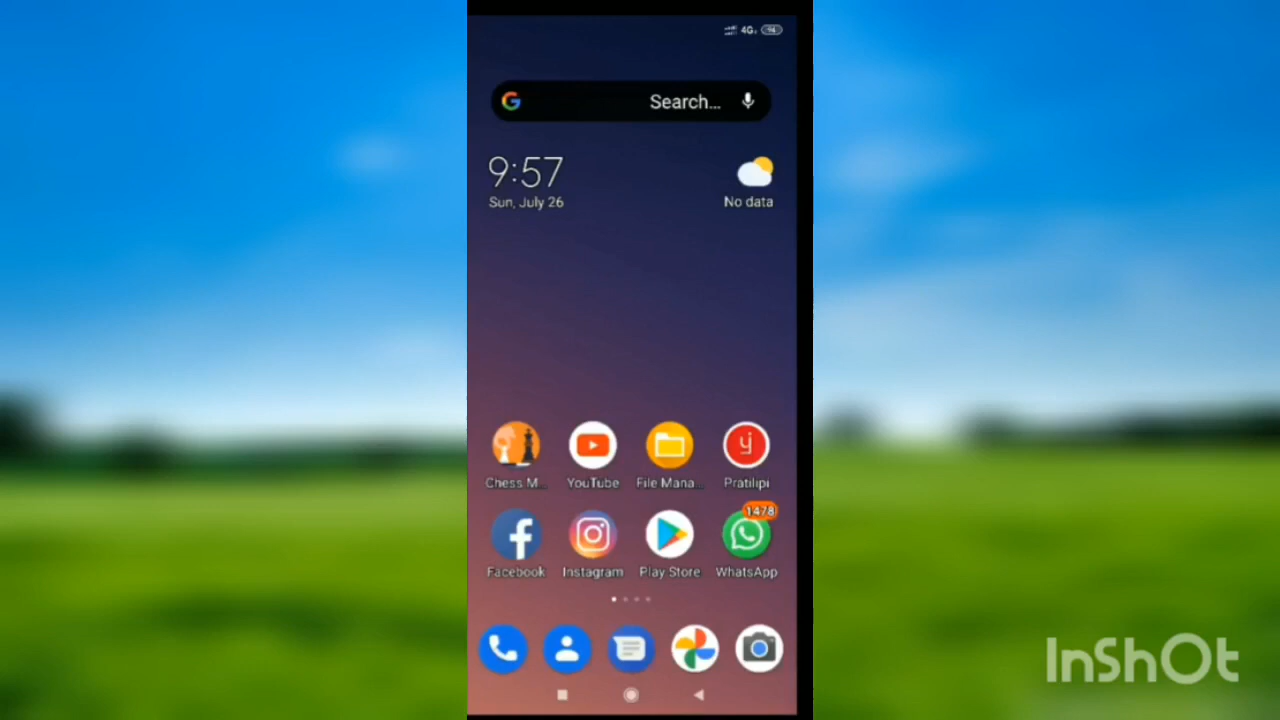 4G
94
Search...
9:57
Sun, July 26
No data
Chess M...
YouTube
File Mana...
Pratilipi
1478
Facebook
Instagram
Play Store
WhatsApp
InShOt